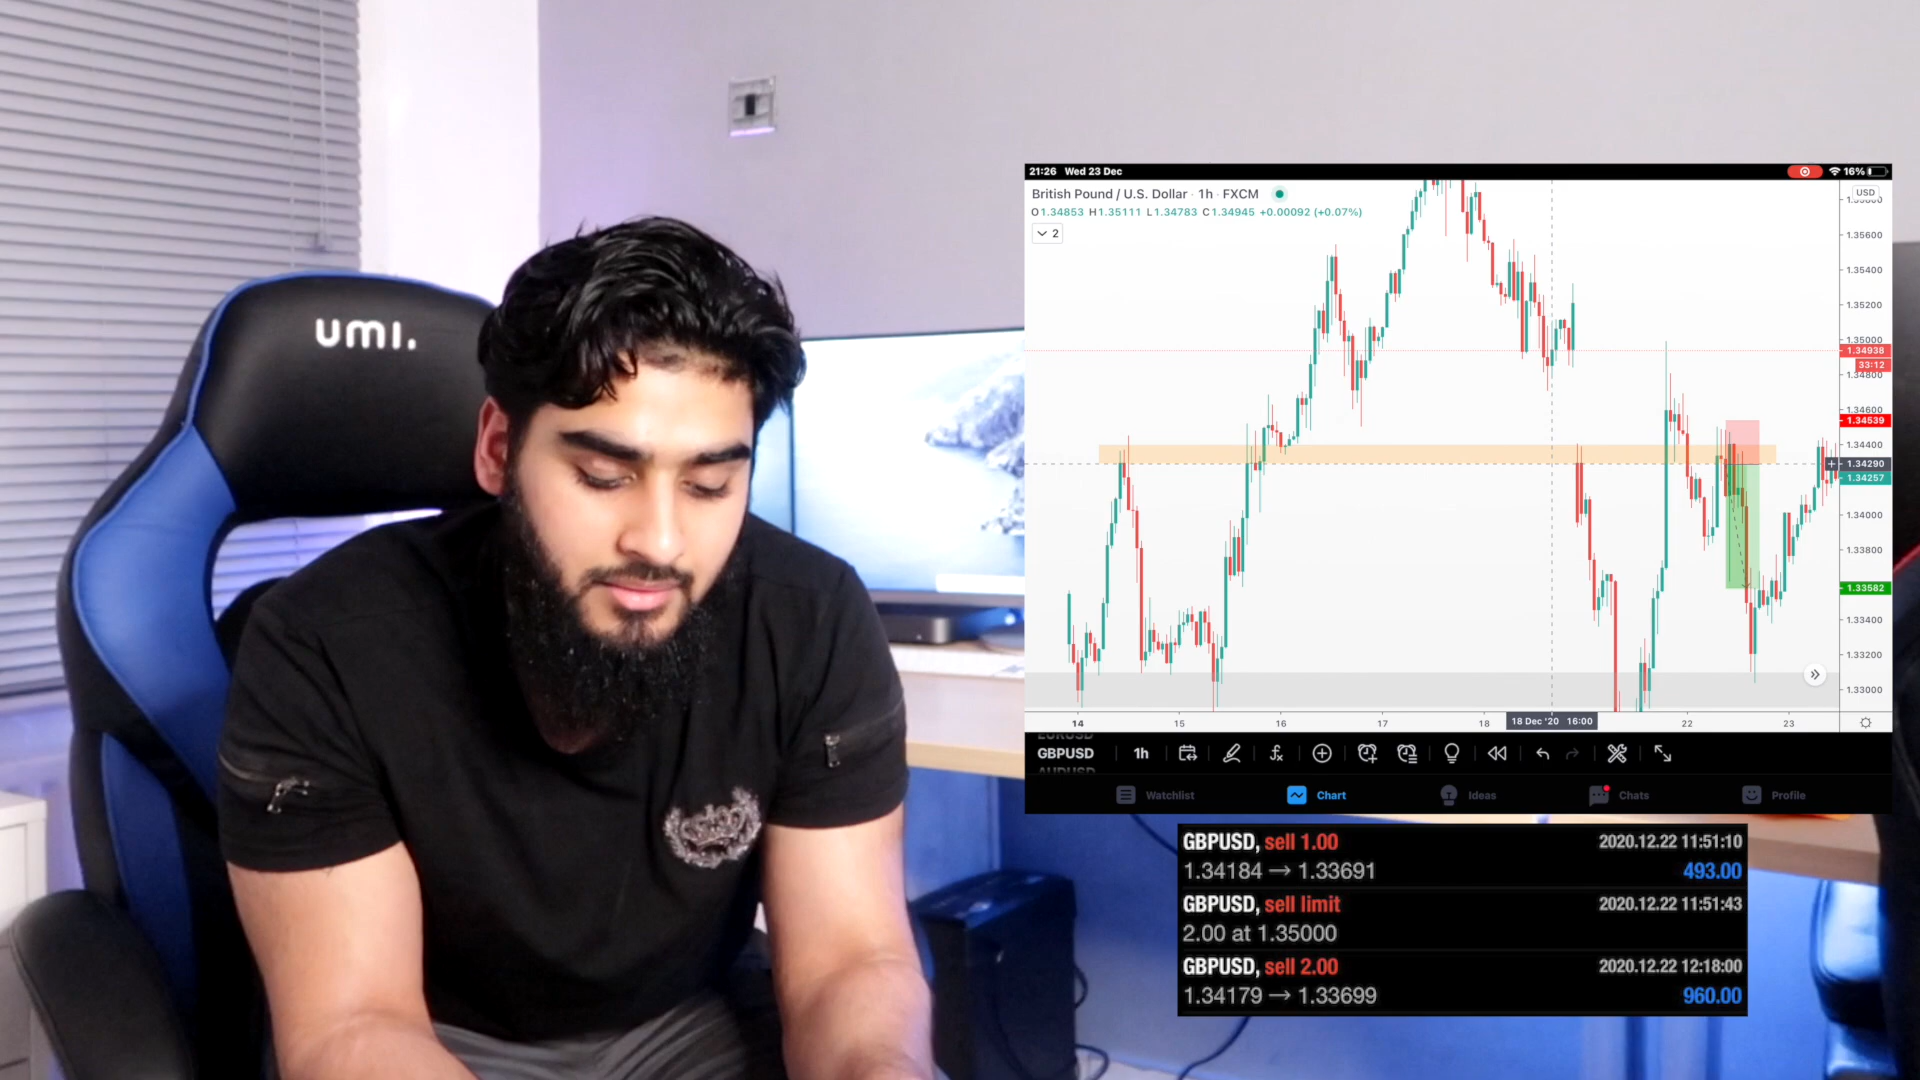 umi.
21:26 Wed 23 Dec
16%
British Pound / U.S. Dollar · 1h · FXCM
O1.34853 H1.35111 L1.34783 C1.34945 +0.00092 (+0.07%)
2
USD
1.35600
1.35400
1.35200
1.35000
1.34938
33:12
1.34800
1.34600
1.34539
1.34400
1.34290
1.34257
1.34000
1.33800
1.33582
1.33400
1.33200
1.33000
14 15 16 17 18 18 Dec '20 16:00 22 23
EURUSD
GBPUSD 1h
AUDUSD
Watchlist Chart Ideas Chats Profile
GBPUSD, sell 1.00 2020.12.22 11:51:10
1.34184 → 1.33691 493.00
GBPUSD, sell limit 2020.12.22 11:51:43
2.00 at 1.35000
GBPUSD, sell 2.00 2020.12.22 12:18:00
1.34179 → 1.33699 960.00